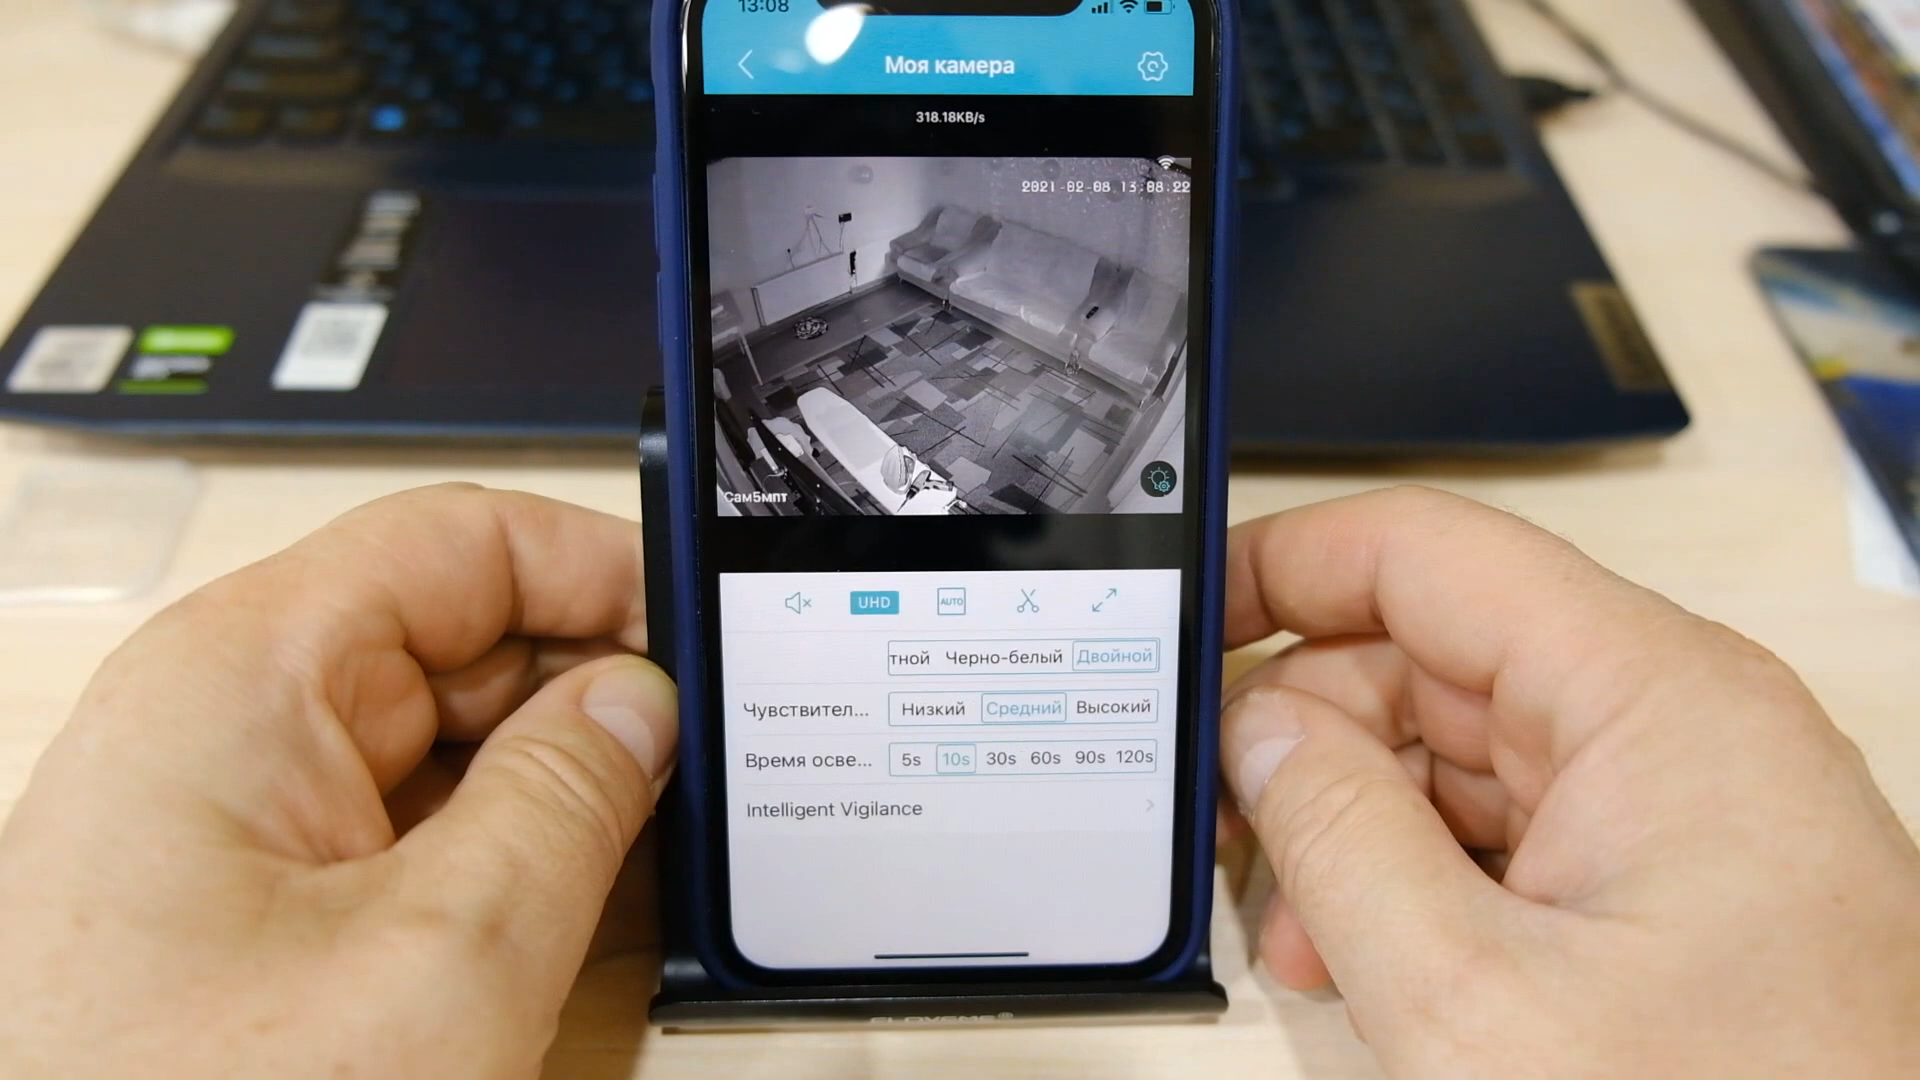 13:08
Моя камера
318.18KB/s
2021-02-08 13:08:22
Сам5мпт
UHD
AUTO
тной Черно-белый Двойной
Чувствител... Низкий Средний Высокий
Время осве... 5s 10s 30s 60s 90s 120s
Intelligent Vigilance